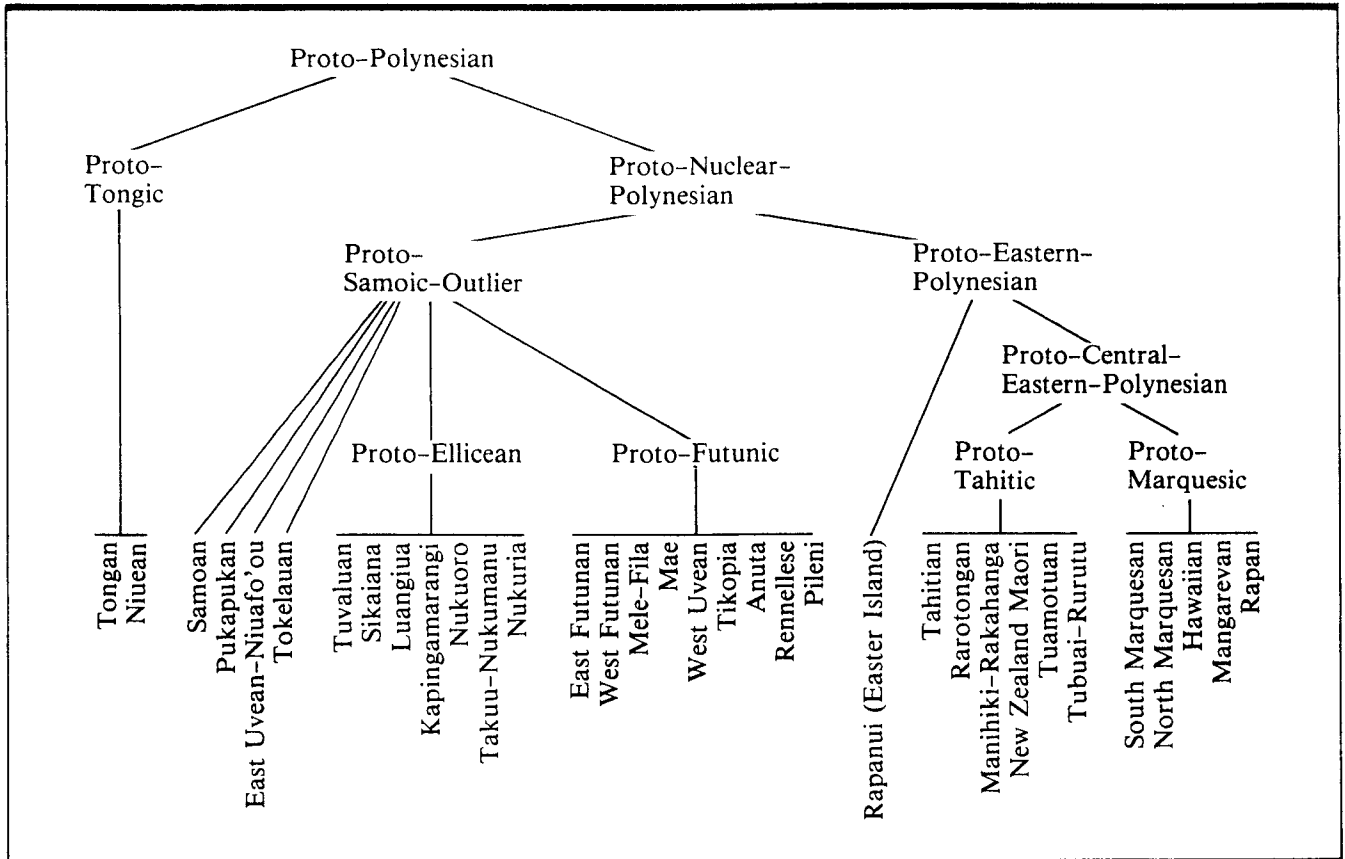 Proto-Polynesian
Proto-
Tongic
Proto-Nuclear-
Polynesian
Proto-
Samoic-Outlier
Proto-Eastern-
Polynesian
Proto-Central-
Eastern-Polynesian
Proto-Ellicean
Proto-Futunic
Proto-
Tahitic
Proto-
Marquesic
Tongan
Niuean
Samoan
Pukapukan
East Uvean-Niuafo'ou
Tokelauan
Tuvaluan
Sikaiana
Luangiua
Kapingamarangi
Nukuoro
Takuu-Nukumanu
Nukuria
East Futunan
West Futunan
Mele-Fila
Mae
West Uvean
Tikopia
Anuta
Rennellese
Pileni
Rapanui (Easter Island)
Tahitian
Rarotongan
Manihiki-Rakahanga
New Zealand Maori
Tuamotuan
Tubuai-Rurutu
South Marquesan
North Marquesan
Hawaiian
Mangarevan
Rapan